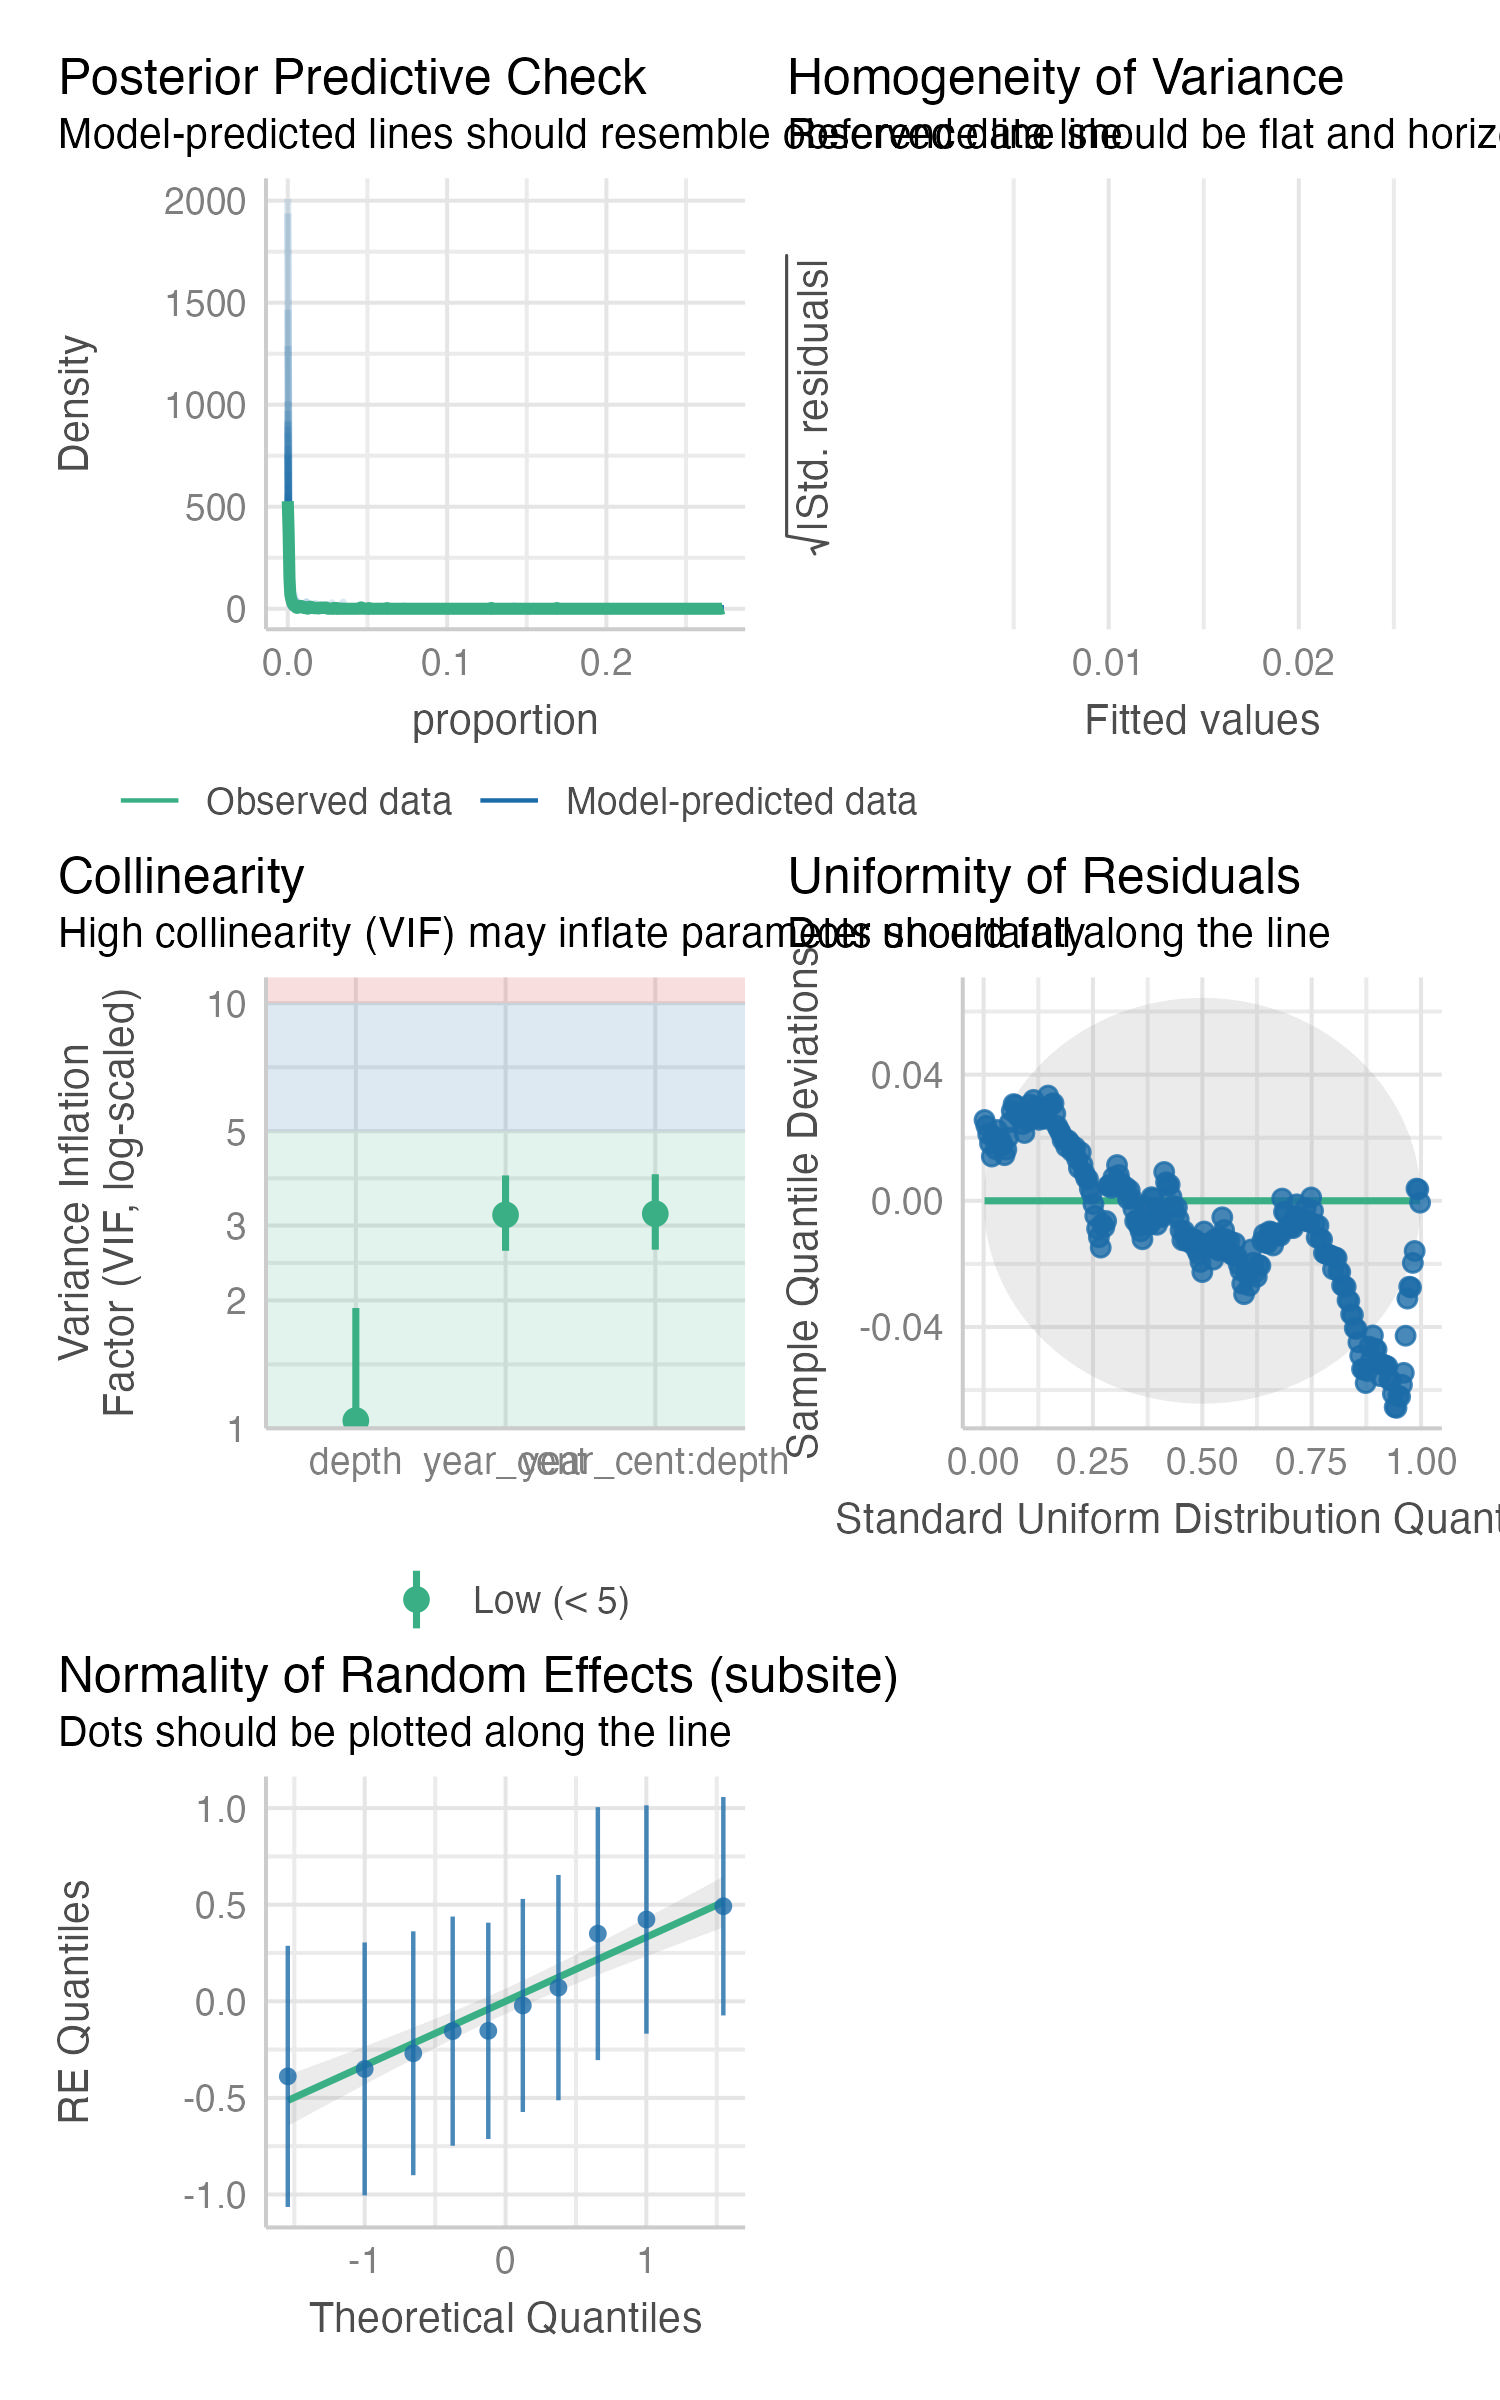 Posterior Predictive Check
Model-predicted lines should resemble observed data line
2000
1500
1000
500
0
Density
0.0 0.1 0.2
proportion
Observed data Model-predicted data
Homogeneity of Variance
Reference line should be flat and horiz
√|Std. residuals|
0.01 0.02
Fitted values
Collinearity
High collinearity (VIF) may inflate parameter uncertainty
10
5
3
2
1
Variance Inflation
Factor (VIF, log-scaled)
depth year_cent year_cent:depth
Low (< 5)
Uniformity of Residuals
Dots should fall along the line
0.04
0.00
-0.04
Sample Quantile Deviations
0.00 0.25 0.50 0.75 1.00
Standard Uniform Distribution Quant
Normality of Random Effects (subsite)
Dots should be plotted along the line
1.0
0.5
0.0
-0.5
-1.0
RE Quantiles
-1 0 1
Theoretical Quantiles